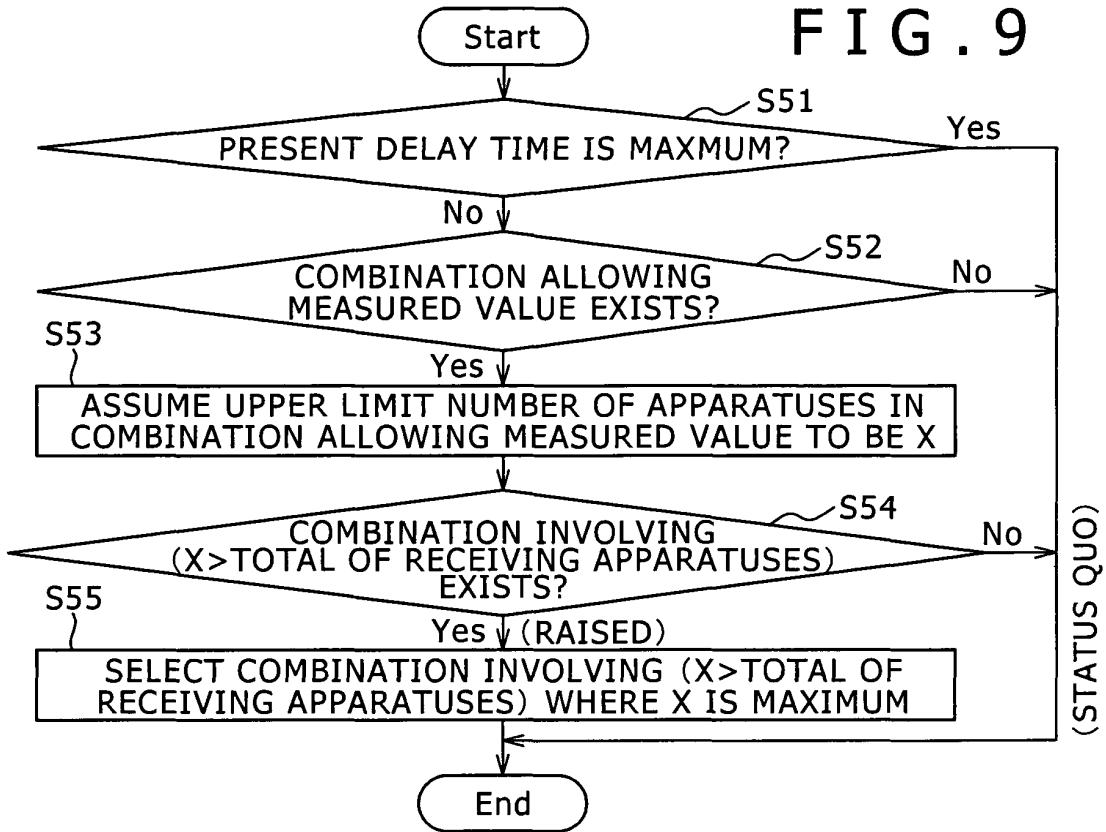 FIG.9
Start
S51
PRESENT DELAY TIME IS MAXMUM?
Yes
No
S52
COMBINATION ALLOWING
MEASURED VALUE EXISTS?
No
Yes
S53
ASSUME UPPER LIMIT NUMBER OF APPARATUSES IN
COMBINATION ALLOWING MEASURED VALUE TO BE X
S54
COMBINATION INVOLVING
(X>TOTAL OF RECEIVING APPARATUSES)
EXISTS?
No
Yes (RAISED)
S55
SELECT COMBINATION INVOLVING (X>TOTAL OF
RECEIVING APPARATUSES) WHERE X IS MAXIMUM
(STATUS QUO)
End